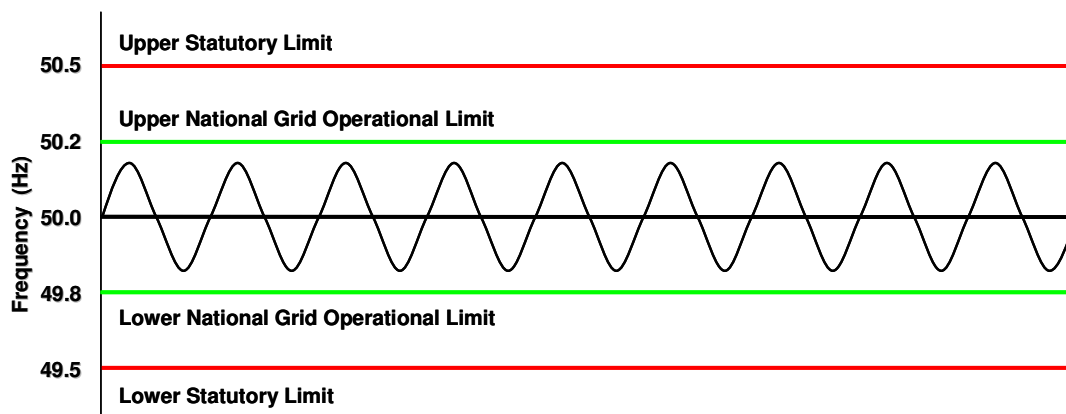 Upper Statutory Limit
50.5
Upper National Grid Operational Limit
50.2
Frequency (Hz)
50.0
49.8
Lower National Grid Operational Limit
49.5
Lower Statutory Limit